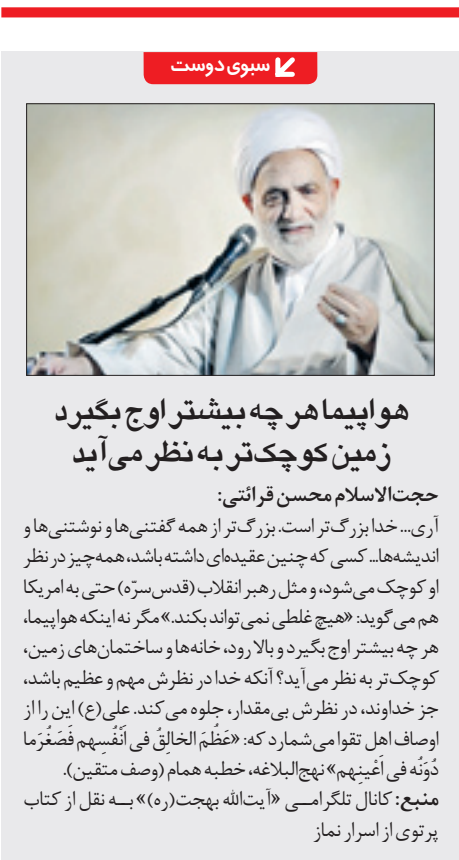 سبوی دوست
هواپیما هر چه بیشتر اوج بگیرد
زمین کوچک‌تر به نظر می‌آید
حجت‌الاسلام محسن قرائتی:
آری... خدا بزرگ‌تر است. بزرگ‌تر از همه گفتنی‌ها و نوشتنی‌ها و
اندیشه‌ها... کسی که چنین عقیده‌ای داشته باشد، همه‌چیز در نظر
او کوچک می‌شود، و مثل رهبر انقلاب (قدس‌سرّه) حتی به امریکا
هم می‌گوید: «هیچ غلطی نمی‌تواند بکند.» مگر نه اینکه هواپیما،
هر چه بیشتر اوج بگیرد و بالا رود، خانه‌ها و ساختمان‌های زمین،
کوچک‌تر به نظر می‌آید؟ آنکه خدا در نظرش مهم و عظیم باشد،
جز خداوند، در نظرش بی‌مقدار، جلوه می‌کند. علی(ع) این را از
اوصاف اهل تقوا می‌شمارد که: «عَظُمَ الخالِقُ فی اَنْفُسِهم فَصَغُرَما
دُوَنَه فی اَعْینِهم» نهج‌البلاغه، خطبه همام (وصف متقین).
منبع: کانال تلگرامی «آیت‌الله بهجت(ره)» به نقل از کتاب
پرتوی از اسرار نماز